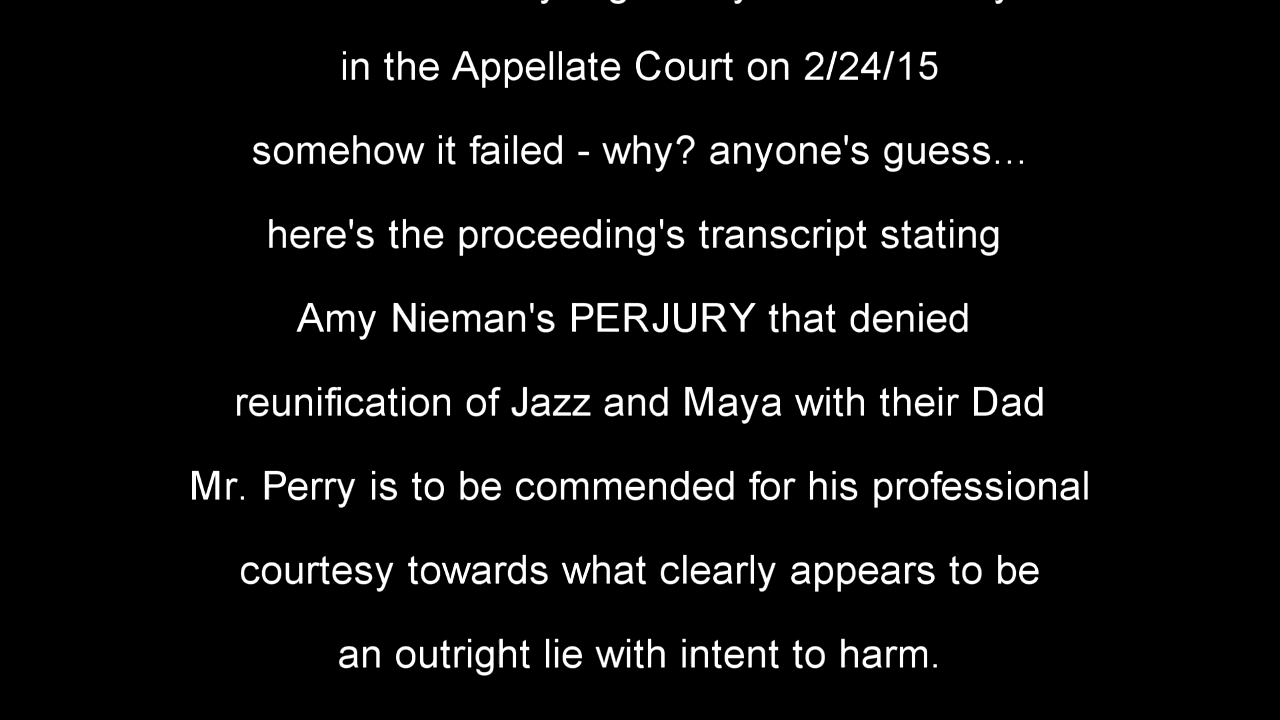 in the Appellate Court on 2/24/15
somehow it failed - why? anyone's guess...
here's the proceeding's transcript stating
Amy Nieman's PERJURY that denied
reunification of Jazz and Maya with their Dad
Mr. Perry is to be commended for his professional
courtesy towards what clearly appears to be
an outright lie with intent to harm.